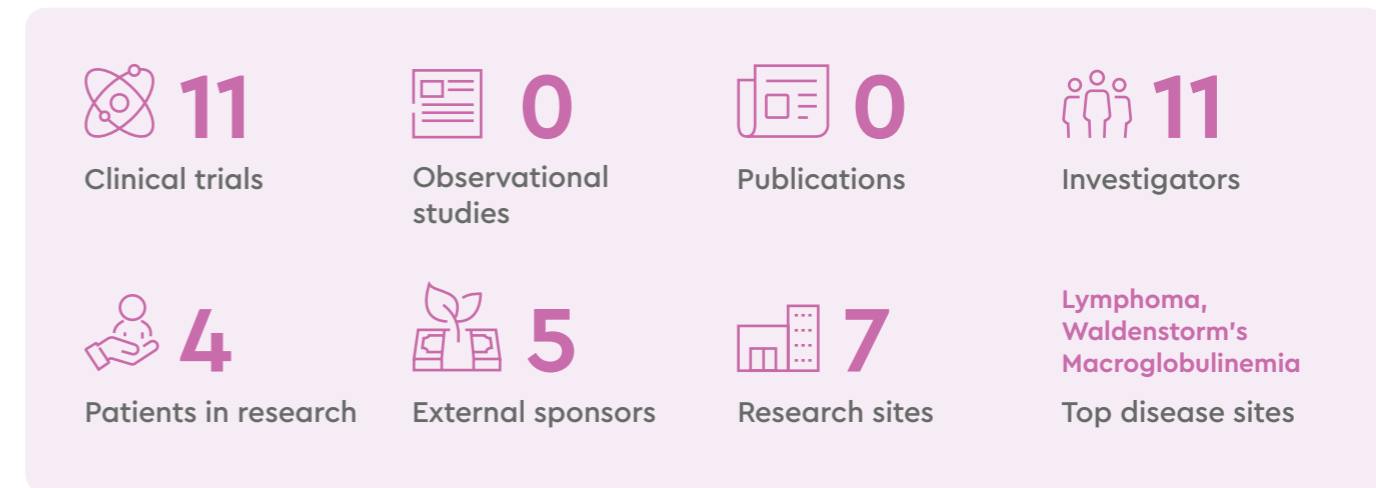 11
Clinical trials
0
Observational
studies
0
Publications
11
Investigators
4
Patients in research
5
External sponsors
7
Research sites
Lymphoma,
Waldenstorm's
Macroglobulinemia
Top disease sites